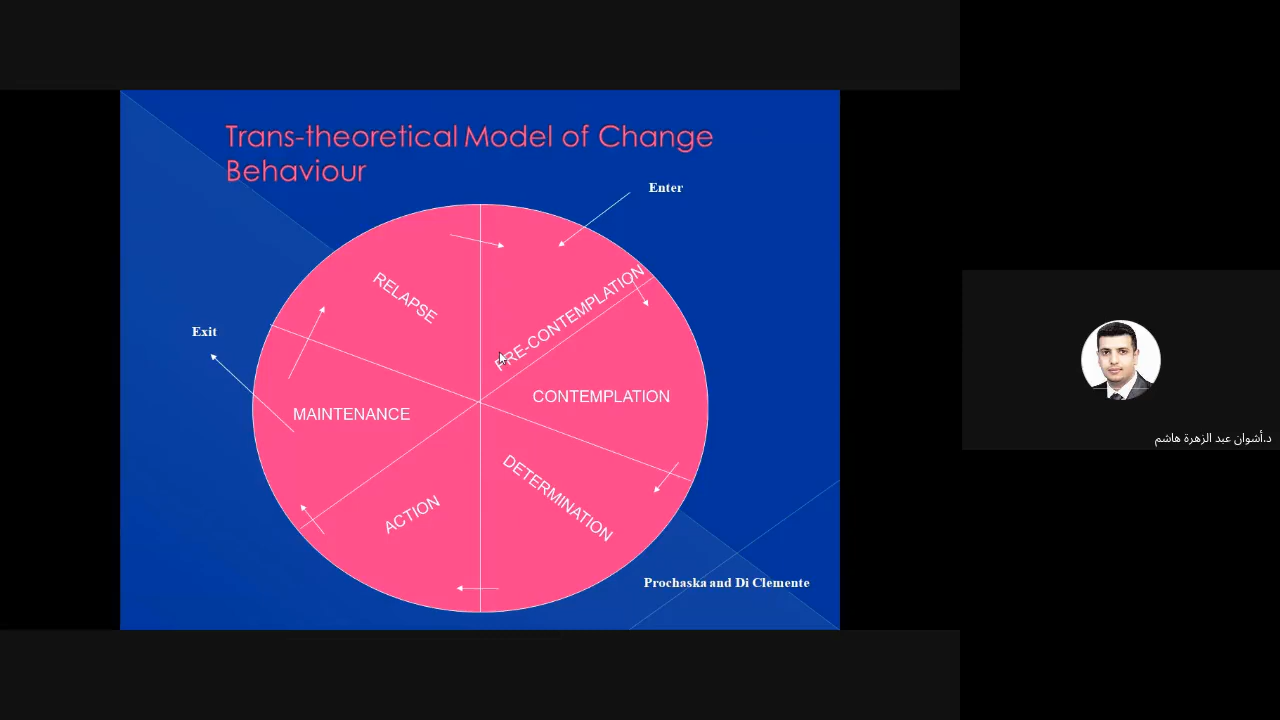 Trans-theoretical Model of Change
Behaviour
Enter
RELAPSE
PRE-CONTEMPLATION
Exit
CONTEMPLATION
MAINTENANCE
DETERMINATION
ACTION
Prochaska and Di Clemente
د.أشوان عبد الزهرة هاشم